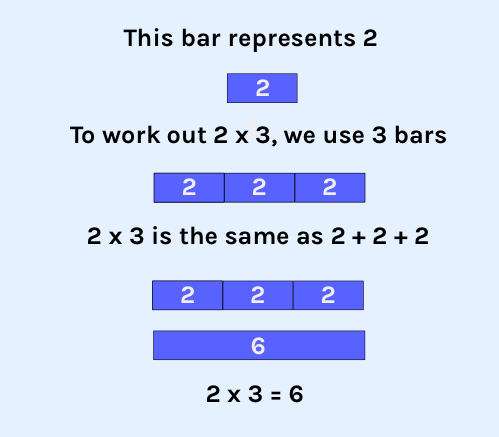 This bar represents 2
2
To work out 2 x 3, we use 3 bars
2 2 2
2 x 3 is the same as 2 + 2 + 2
2 2 2
6
2 x 3 = 6